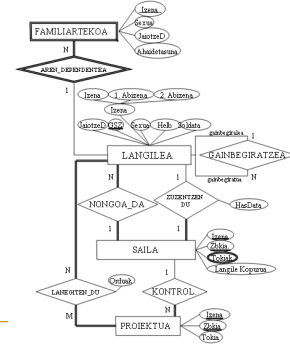 Izena
FAMILIARTEKOA
Sexua
JaiotzeD
Ahaidetasuna
N
AREN_DEPENDENTEA
1
Izena 1_Abizena 2_Abizena
Izena
JaiotzeD GSZ Sexua Helb Soldata
gainbegiralea
1
LANGILEA
GAINBEGIRATZEA
gainbegiratua
N
N
1
NONGOA_DA
ZUZENTZEN
DU
HasData
1
1
Izena
SAILA
Zbkia
Tokiak
Langile Kopurua
N
1
Orduak
LANEGITEN_DU
KONTROL
M
N
Izena
PROIEKTUA
Zbkia
Tokia